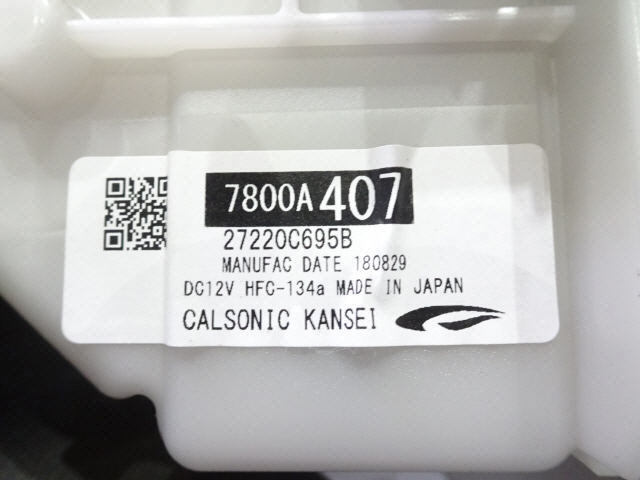 7800A407
27220C695B
MANUFAC DATE 180829
DC12V HFC-134a MADE IN JAPAN
CALSONIC KANSEI